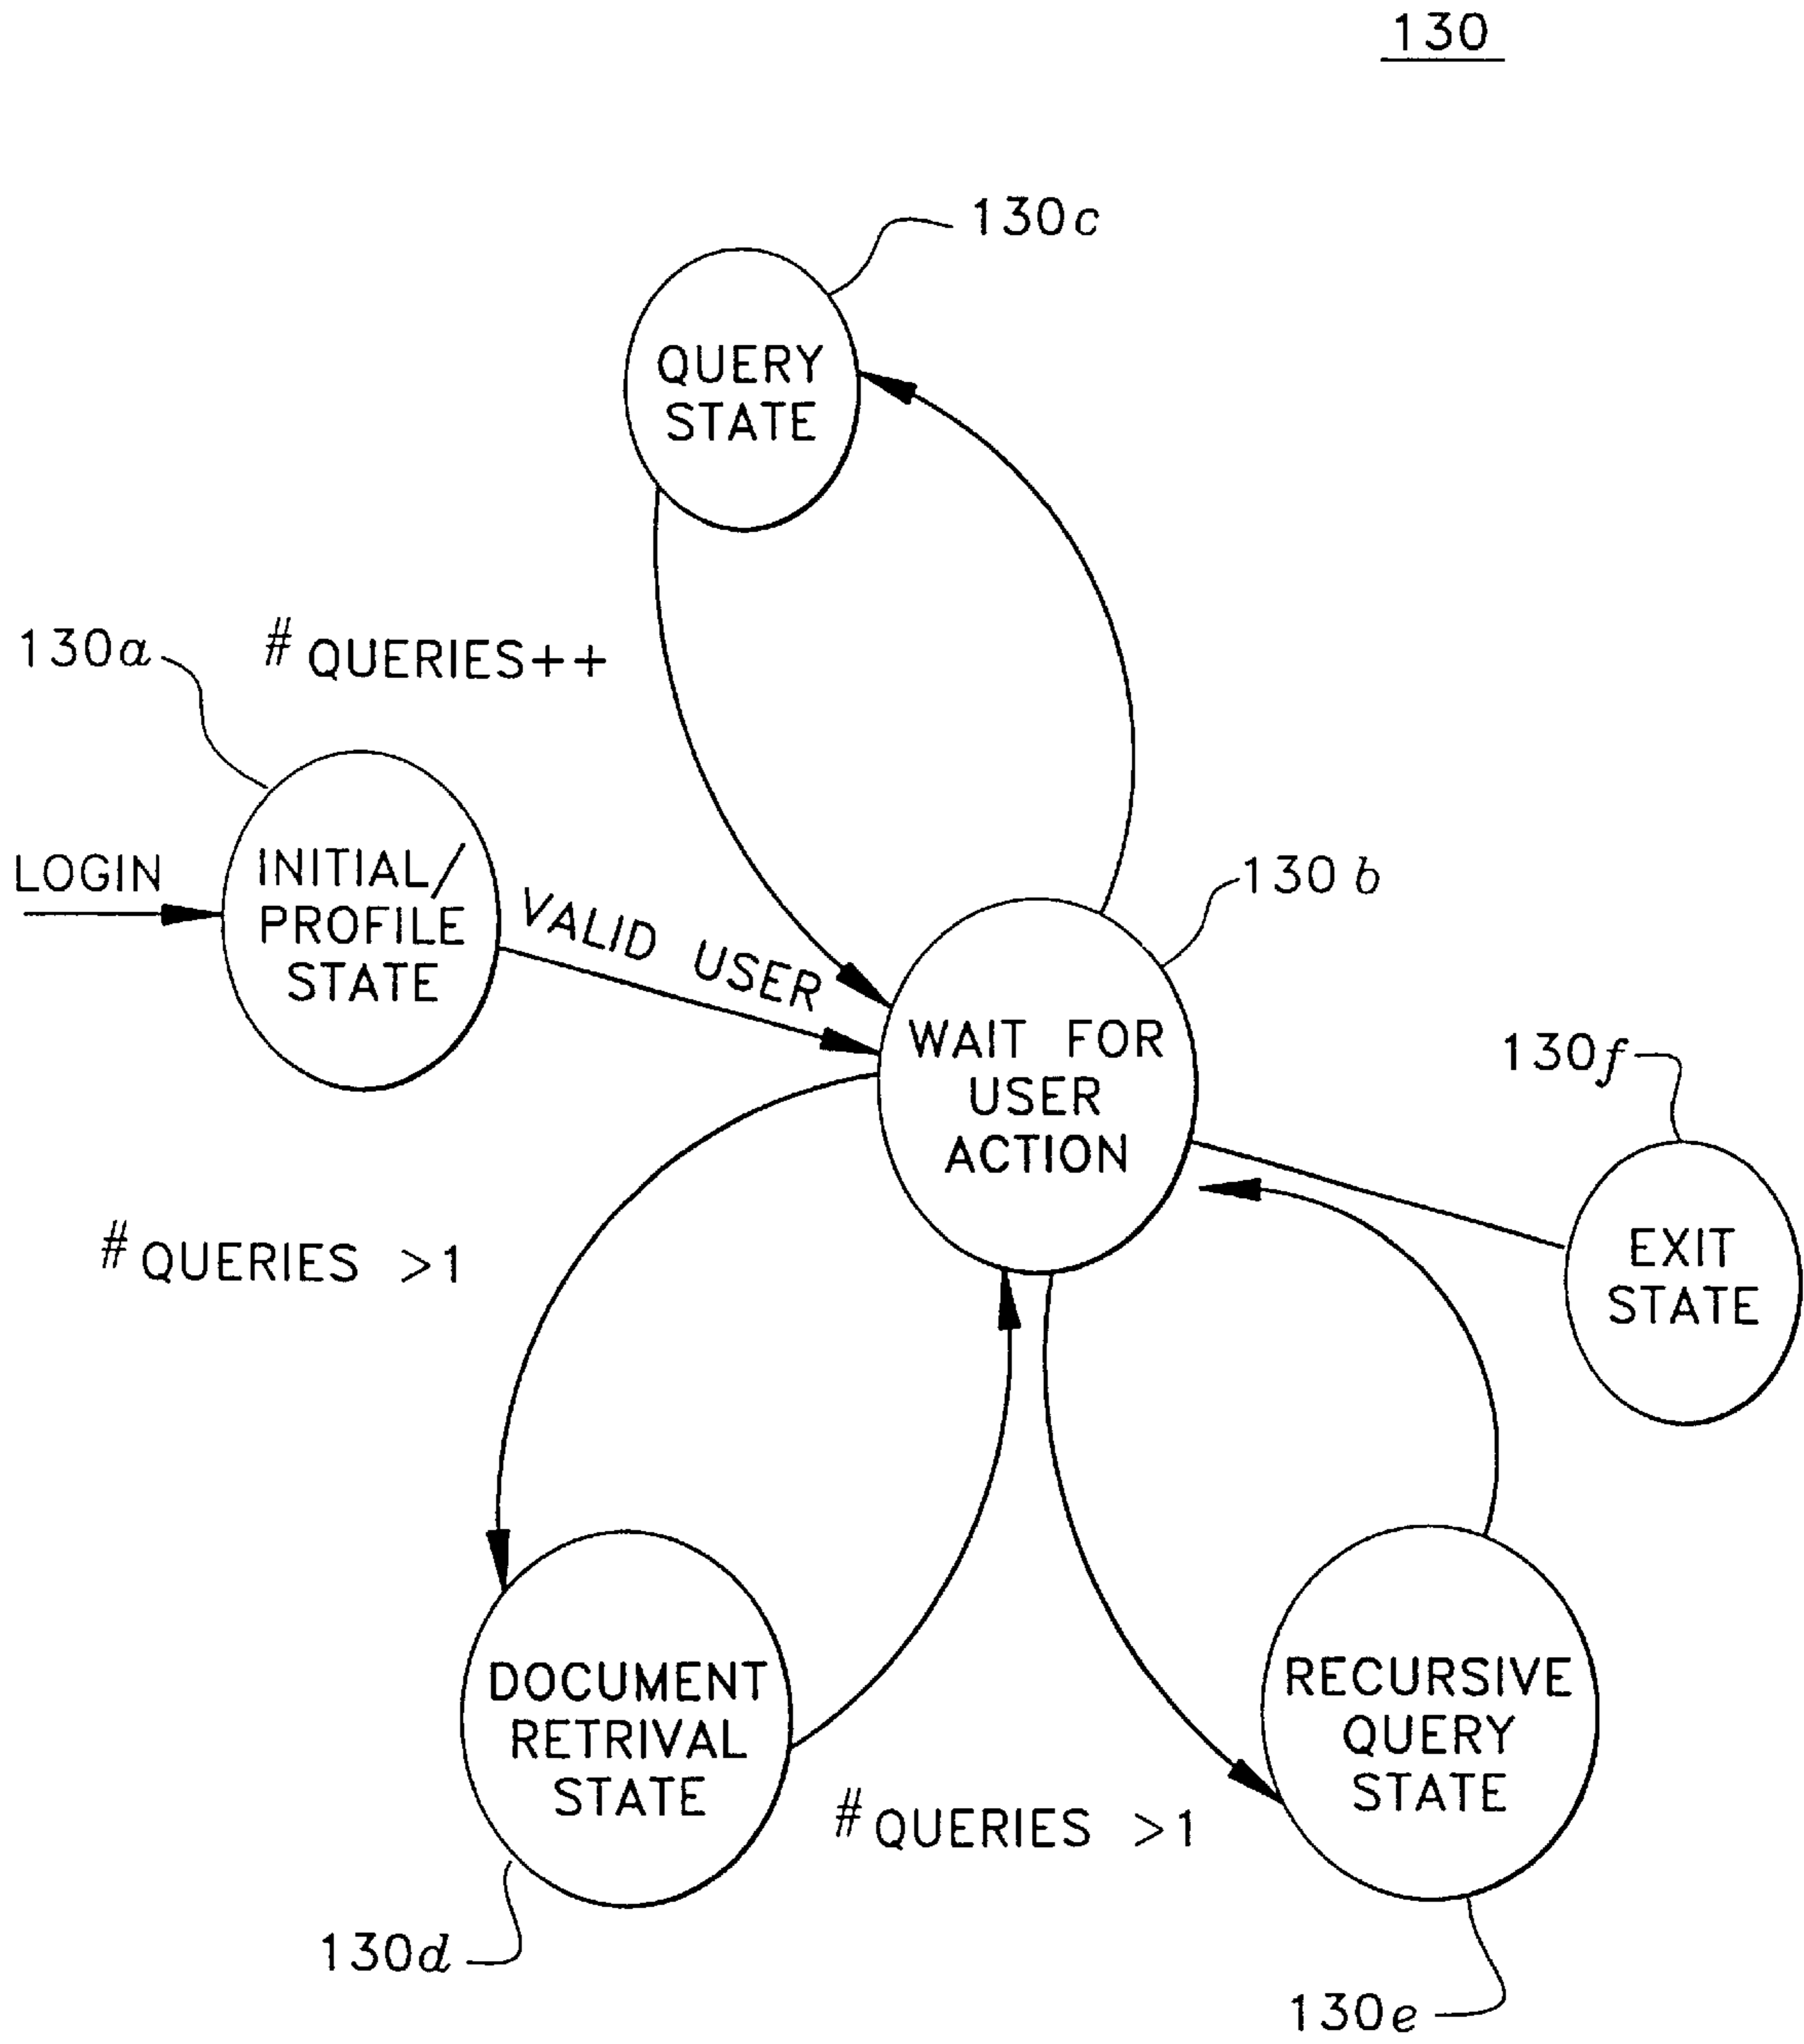 130
130c
QUERY
STATE
130a
# QUERIES++
LOGIN
INITIAL/
PROFILE
STATE
VALID USER
130 b
WAIT FOR
USER
ACTION
130f
EXIT
STATE
# QUERIES >1
DOCUMENT
RETRIVAL
STATE
# QUERIES >1
RECURSIVE
QUERY
STATE
130d
130e